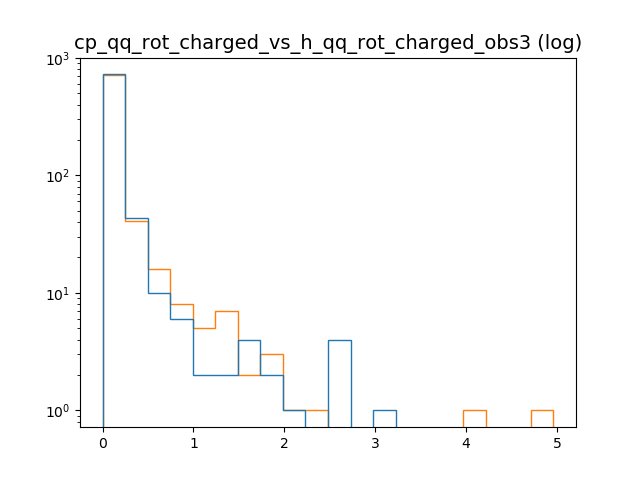 cp_qq_rot_charged_vs_h_qq_rot_charged_obs3 (log)
10³
10²
10¹
10⁰
0 1 2 3 4 5